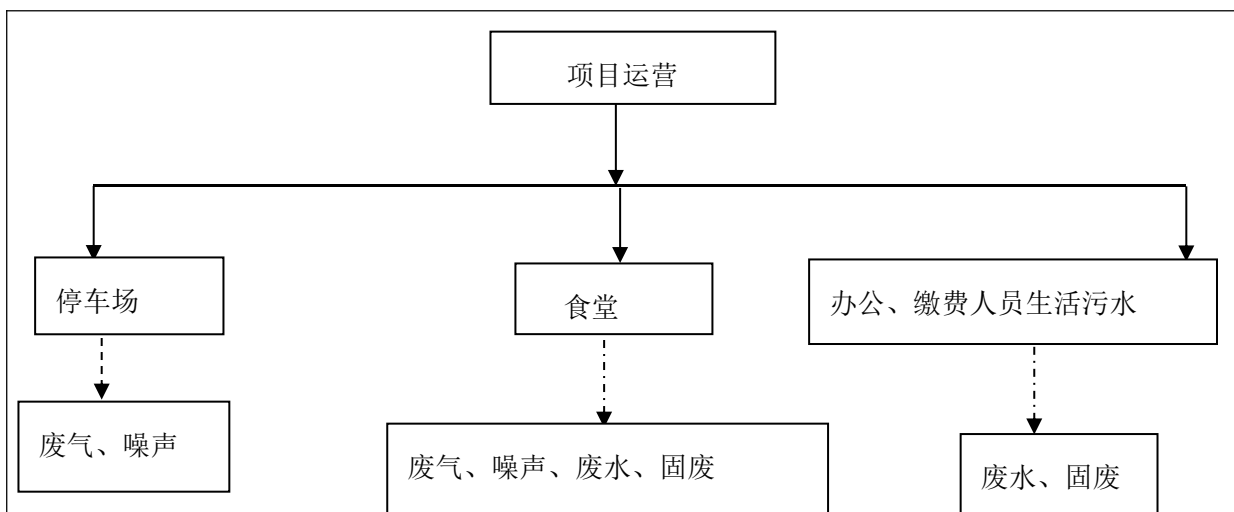 项目运营
停车场
食堂
办公、缴费人员生活污水
废气、噪声
废气、噪声、废水、固废
废水、固废